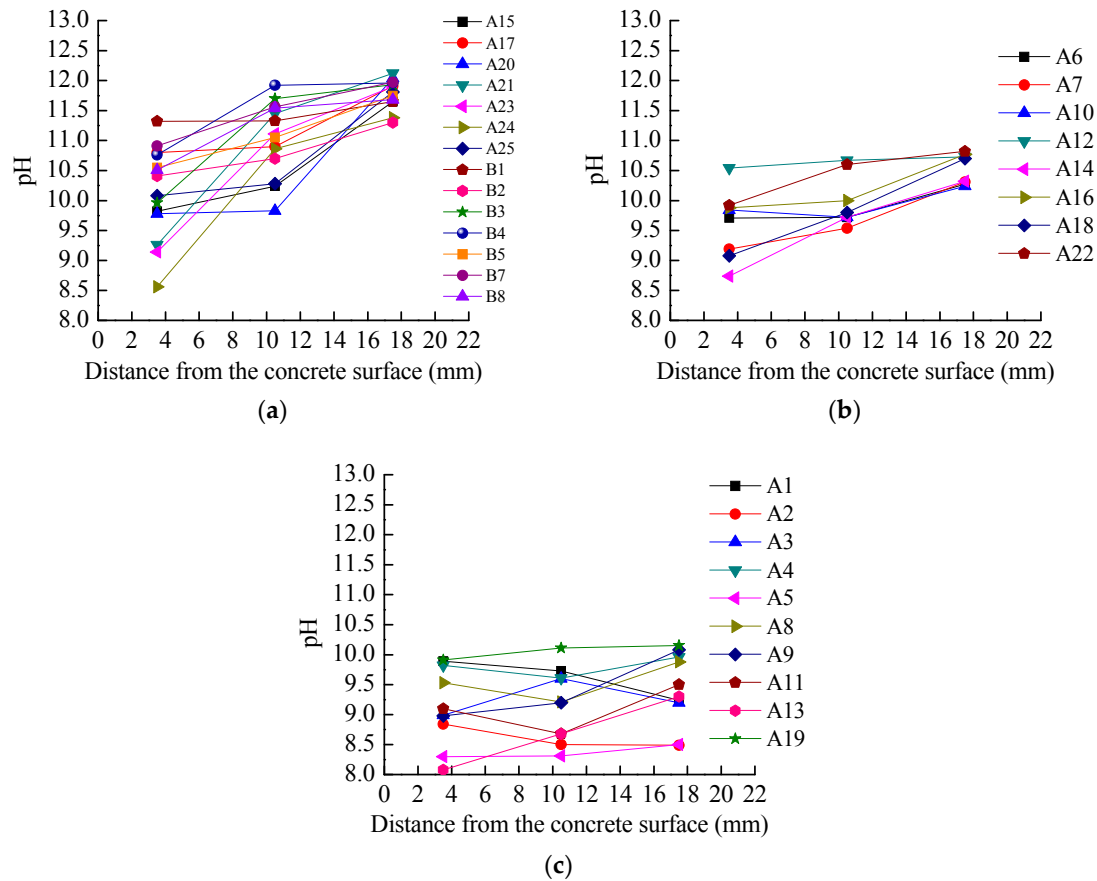 13.0
12.5
12.0
11.5
11.0
10.5
10.0
9.5
9.0
8.5
8.0
pH
0 2 4 6 8 10 12 14 16 18 20 22
Distance from the concrete surface (mm)
A15
A17
A20
A21
A23
A24
A25
B1
B2
B3
B4
B5
B7
B8
(a)
13.0
12.5
12.0
11.5
11.0
10.5
10.0
9.5
9.0
8.5
8.0
pH
0 2 4 6 8 10 12 14 16 18 20 22
Distance from the concrete surface (mm)
A6
A7
A10
A12
A14
A16
A18
A22
(b)
13.0
12.5
12.0
11.5
11.0
10.5
10.0
9.5
9.0
8.5
8.0
pH
0 2 4 6 8 10 12 14 16 18 20 22
Distance from the concrete surface (mm)
A1
A2
A3
A4
A5
A8
A9
A11
A13
A19
(c)